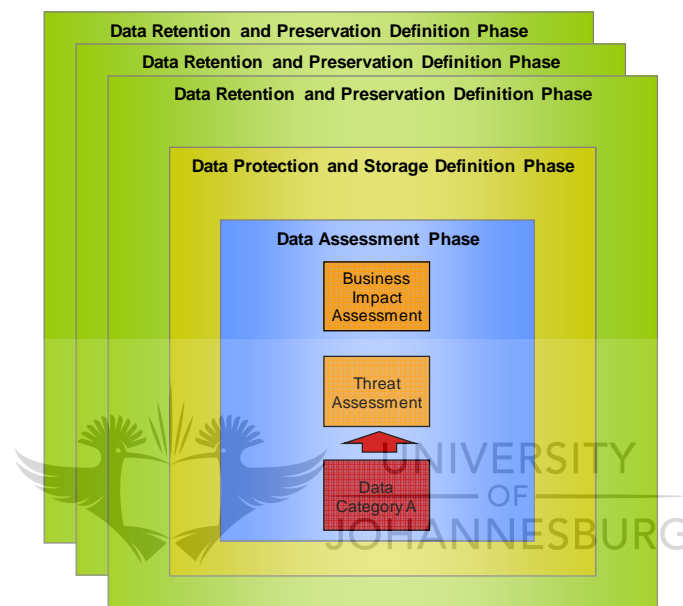 Data Retention and Preservation Definition Phase
Data Retention and Preservation Definition Phase
Data Retention and Preservation Definition Phase
Data Protection and Storage Definition Phase
Data Assessment Phase
Business
Impact
Assessment
Threat
Assessment
Data
Category A
UNIVERSITY
OF
JOHANNESBURG